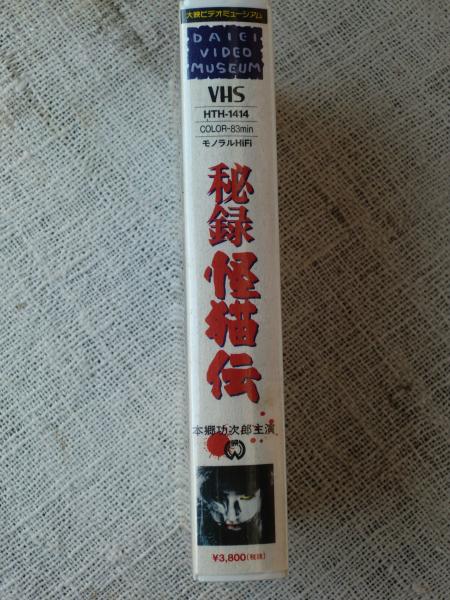 大映ビデオミュージアム
DAIEI
VIDEO
MUSEUM
VHS
HTH-1414
COLOR-83min
モノラルHiFi
秘録
怪猫伝
本郷功次郎主演
¥3,800(税抜)